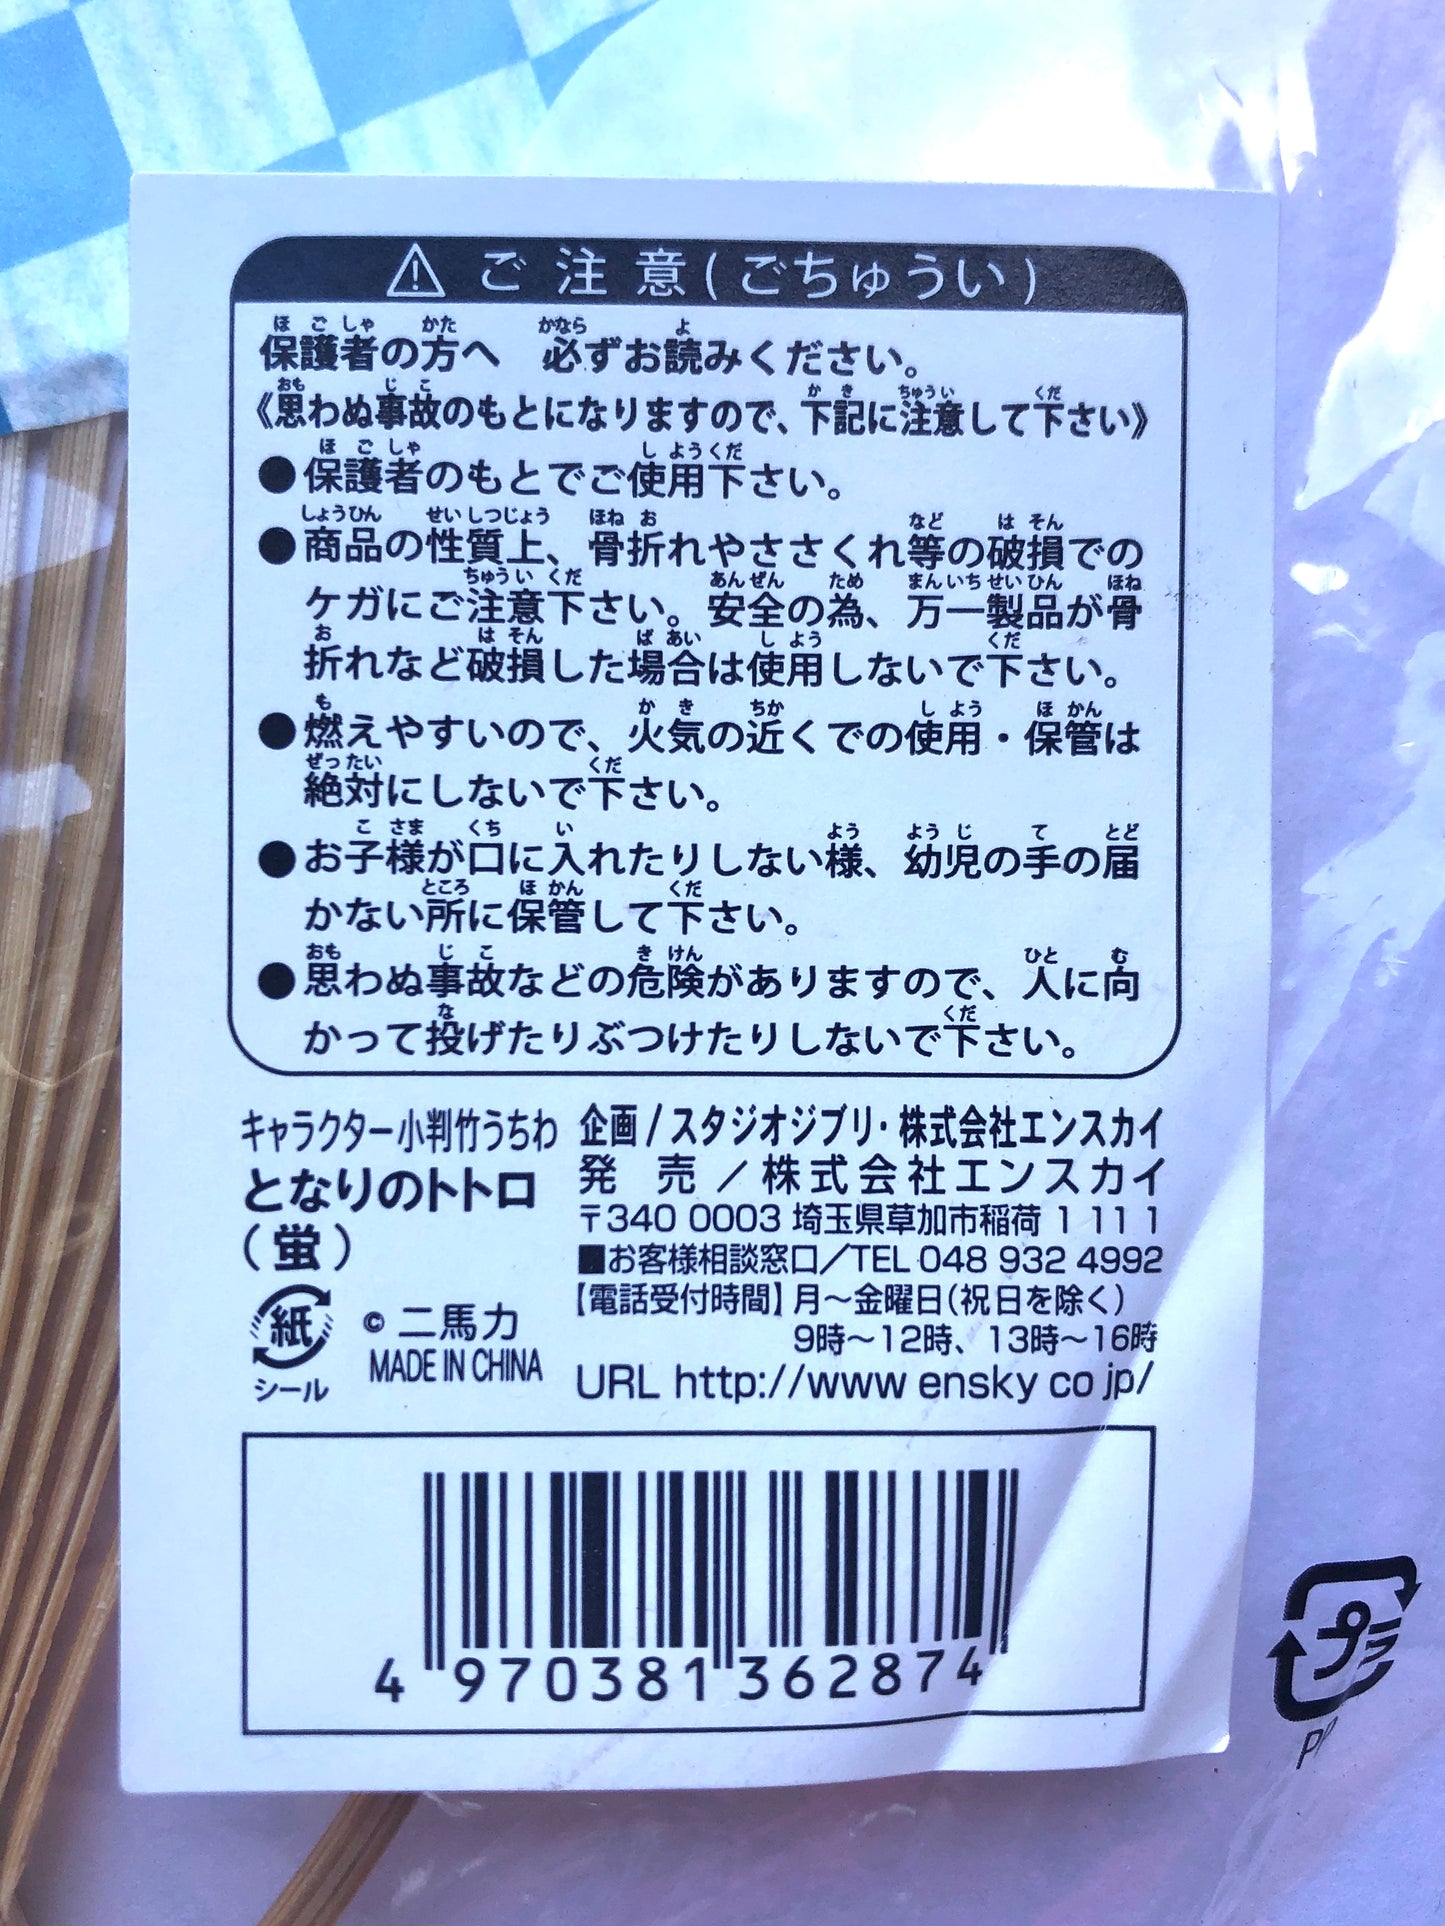 ⚠ ご注意(ごちゅうい)
保護者の方へ 必ずお読みください。
《思わぬ事故のもとになりますので、下記に注意して下さい》
●保護者のもとでご使用下さい。
●商品の性質上、骨折れやささくれ等の破損での
ケガにご注意下さい。安全の為、万一製品が骨
折れなど破損した場合は使用しないで下さい。
●燃えやすいので、火気の近くでの使用・保管は
絶対にしないで下さい。
●お子様が口に入れたりしない様、幼児の手の届
かない所に保管して下さい。
●思わぬ事故などの危険がありますので、人に向
かって投げたりぶつけたりしないで下さい。
キャラクター小判竹うちわ
となりのトトロ
(蛍)
紙
シール
© 二馬力
MADE IN CHINA
企画/スタジオジブリ・株式会社エンスカイ
発 売/株式会社エンスカイ
〒340 0003 埼玉県草加市稲荷 1 11 1
■お客様相談窓口/TEL 048 932 4992
【電話受付時間】月〜金曜日(祝日を除く)
9時〜12時、13時〜16時
URL http://www ensky co jp/
4 970381 362874
プラ
PP